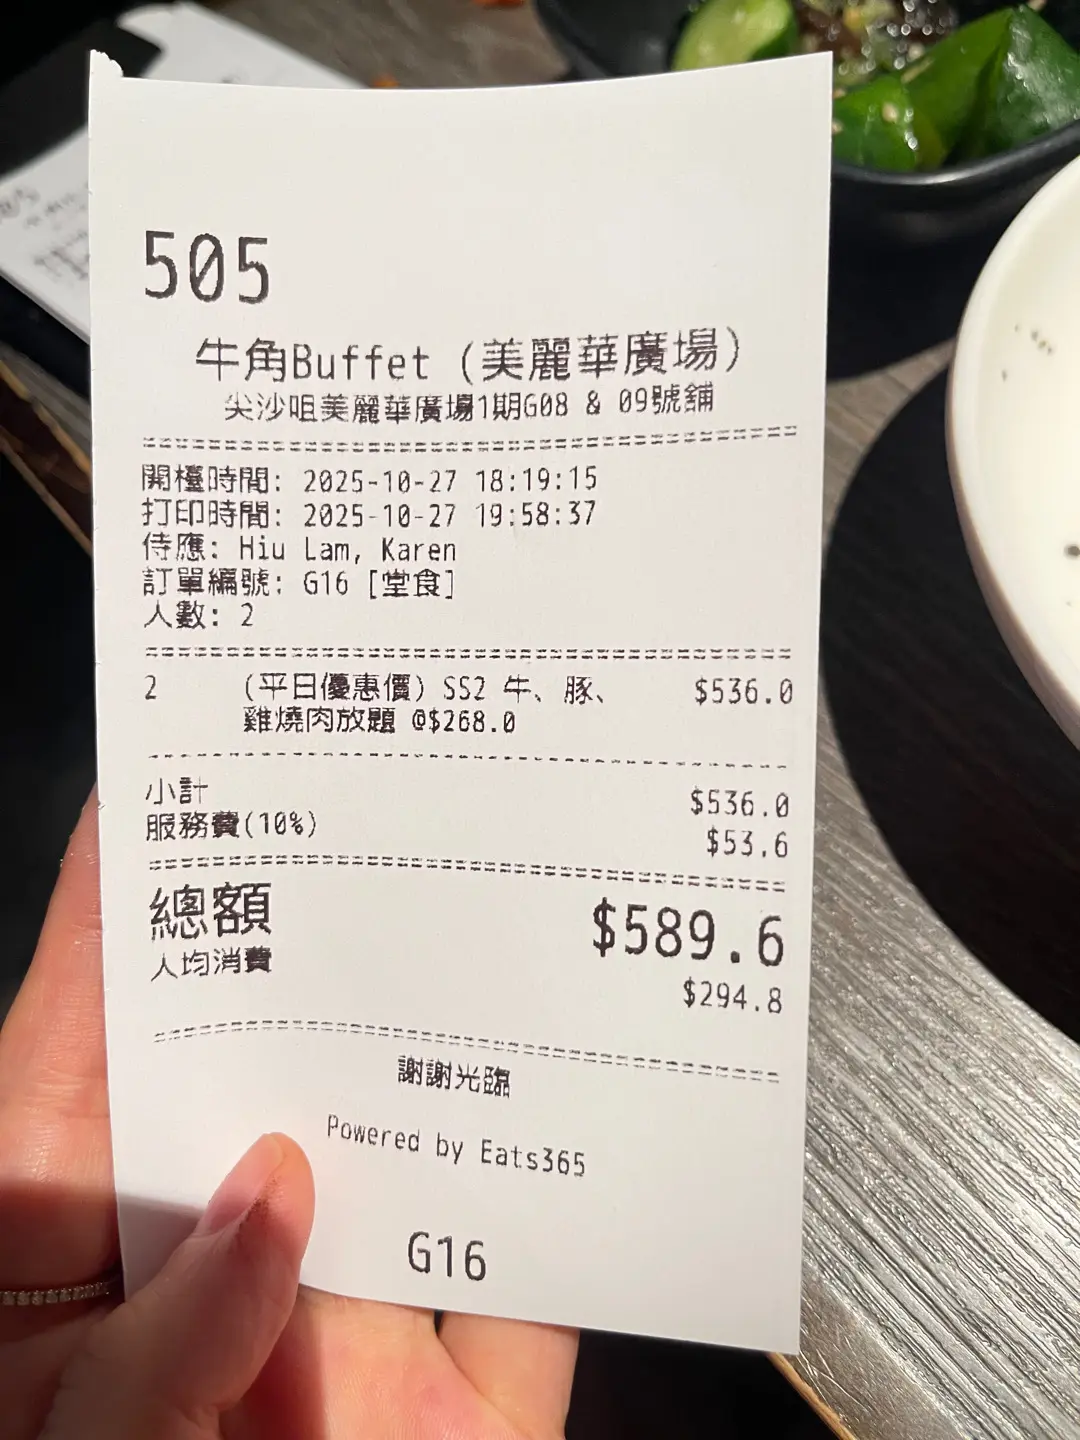 505
牛角Buffet (美麗華廣場)
尖沙咀美麗華廣場1期G08 & 09號舖
開檯時間: 2025-10-27 18:19:15
打印時間: 2025-10-27 19:58:37
侍應: Hiu Lam, Karen
訂單編號: G16 [堂食]
人數: 2
2 (平日優惠價) SS2 牛、豚、 $536.0
雞燒肉放題 @$268.0
小計 $536.0
服務費(10%) $53.6
總額 $589.6
人均消費 $294.8
謝謝光臨
Powered by Eats365
G16